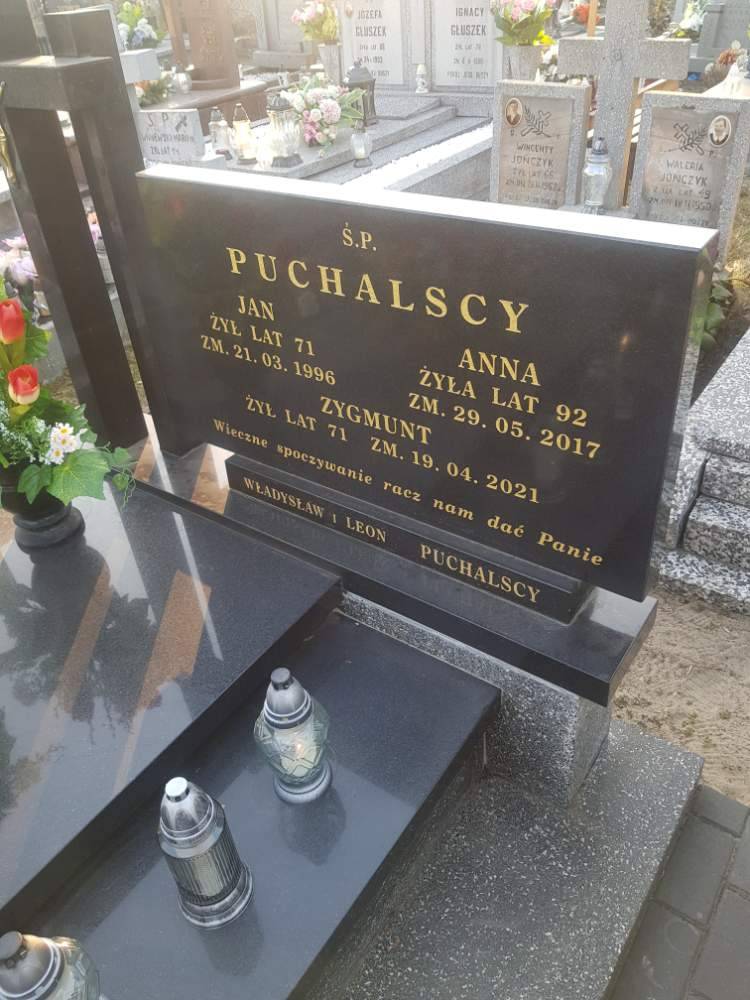 JÓZEFA
GŁUSZEK
IGNACY
GŁUSZEK
Ś.P.
WINCENTY
JOŃCZYK
WALERIA
JOŃCZYK
Ś.P.
PUCHALSCY
JAN
ŻYŁ LAT 71
ZM. 21.03.1996
ANNA
ŻYŁA LAT 92
ZM. 29.05.2017
ZYGMUNT
ŻYŁ LAT 71 ZM. 19.04.2021
Wieczne spoczywanie racz nam dać Panie
WŁADYSŁAW i LEON PUCHALSCY